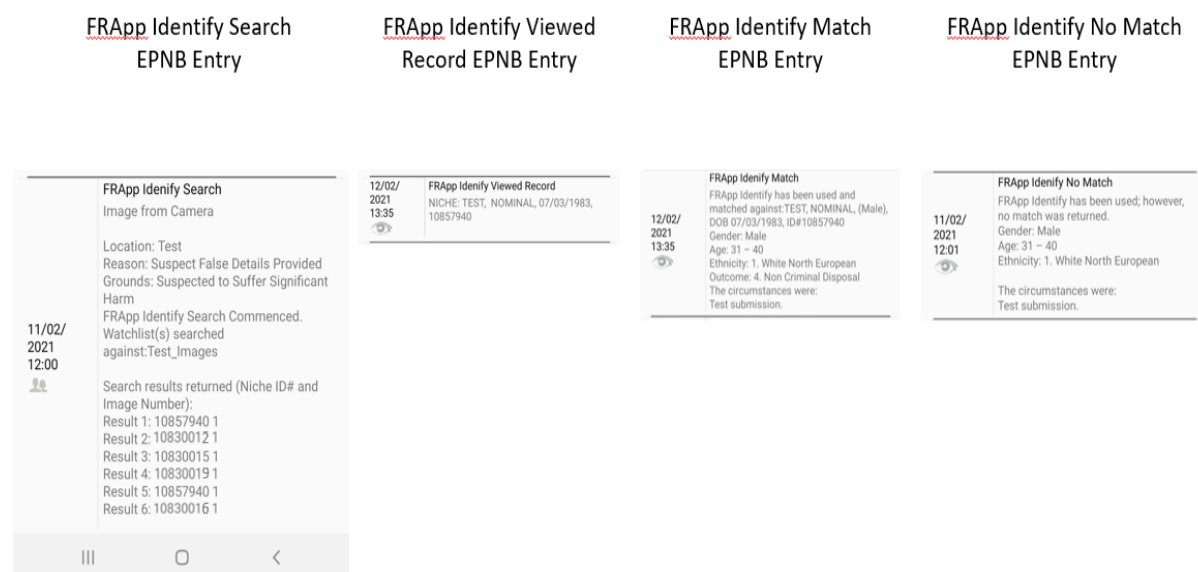 FRApp Identify Search
EPNB Entry
FRApp Identify Viewed
Record EPNB Entry
FRApp Identify Match
EPNB Entry
FRApp Identify No Match
EPNB Entry
11/02/
2021
12:00
FRApp Idenify Search
Image from Camera
Location: Test
Reason: Suspect False Details Provided
Grounds: Suspected to Suffer Significant
Harm
FRApp Identify Search Commenced.
Watchlist(s) searched
against:Test_Images
Search results returned (Niche ID# and
Image Number):
Result 1: 10857940 1
Result 2: 10830012 1
Result 3: 10830015 1
Result 4: 10830019 1
Result 5: 10857940 1
Result 6: 10830016 1
12/02/
2021
13:35
FRApp Idenify Viewed Record
NICHE: TEST, NOMINAL, 07/03/1983,
10857940
12/02/
2021
13:35
FRApp Idenify Match
FRApp Identify has been used and
matched against:TEST, NOMINAL, (Male),
DOB 07/03/1983, ID#10857940
Gender: Male
Age: 31 – 40
Ethnicity: 1. White North European
Outcome: 4. Non Criminal Disposal
The circumstances were:
Test submission.
11/02/
2021
12:01
FRApp Idenify No Match
FRApp Identify has been used; however,
no match was returned.
Gender: Male
Age: 31 – 40
Ethnicity: 1. White North European
The circumstances were:
Test submission.